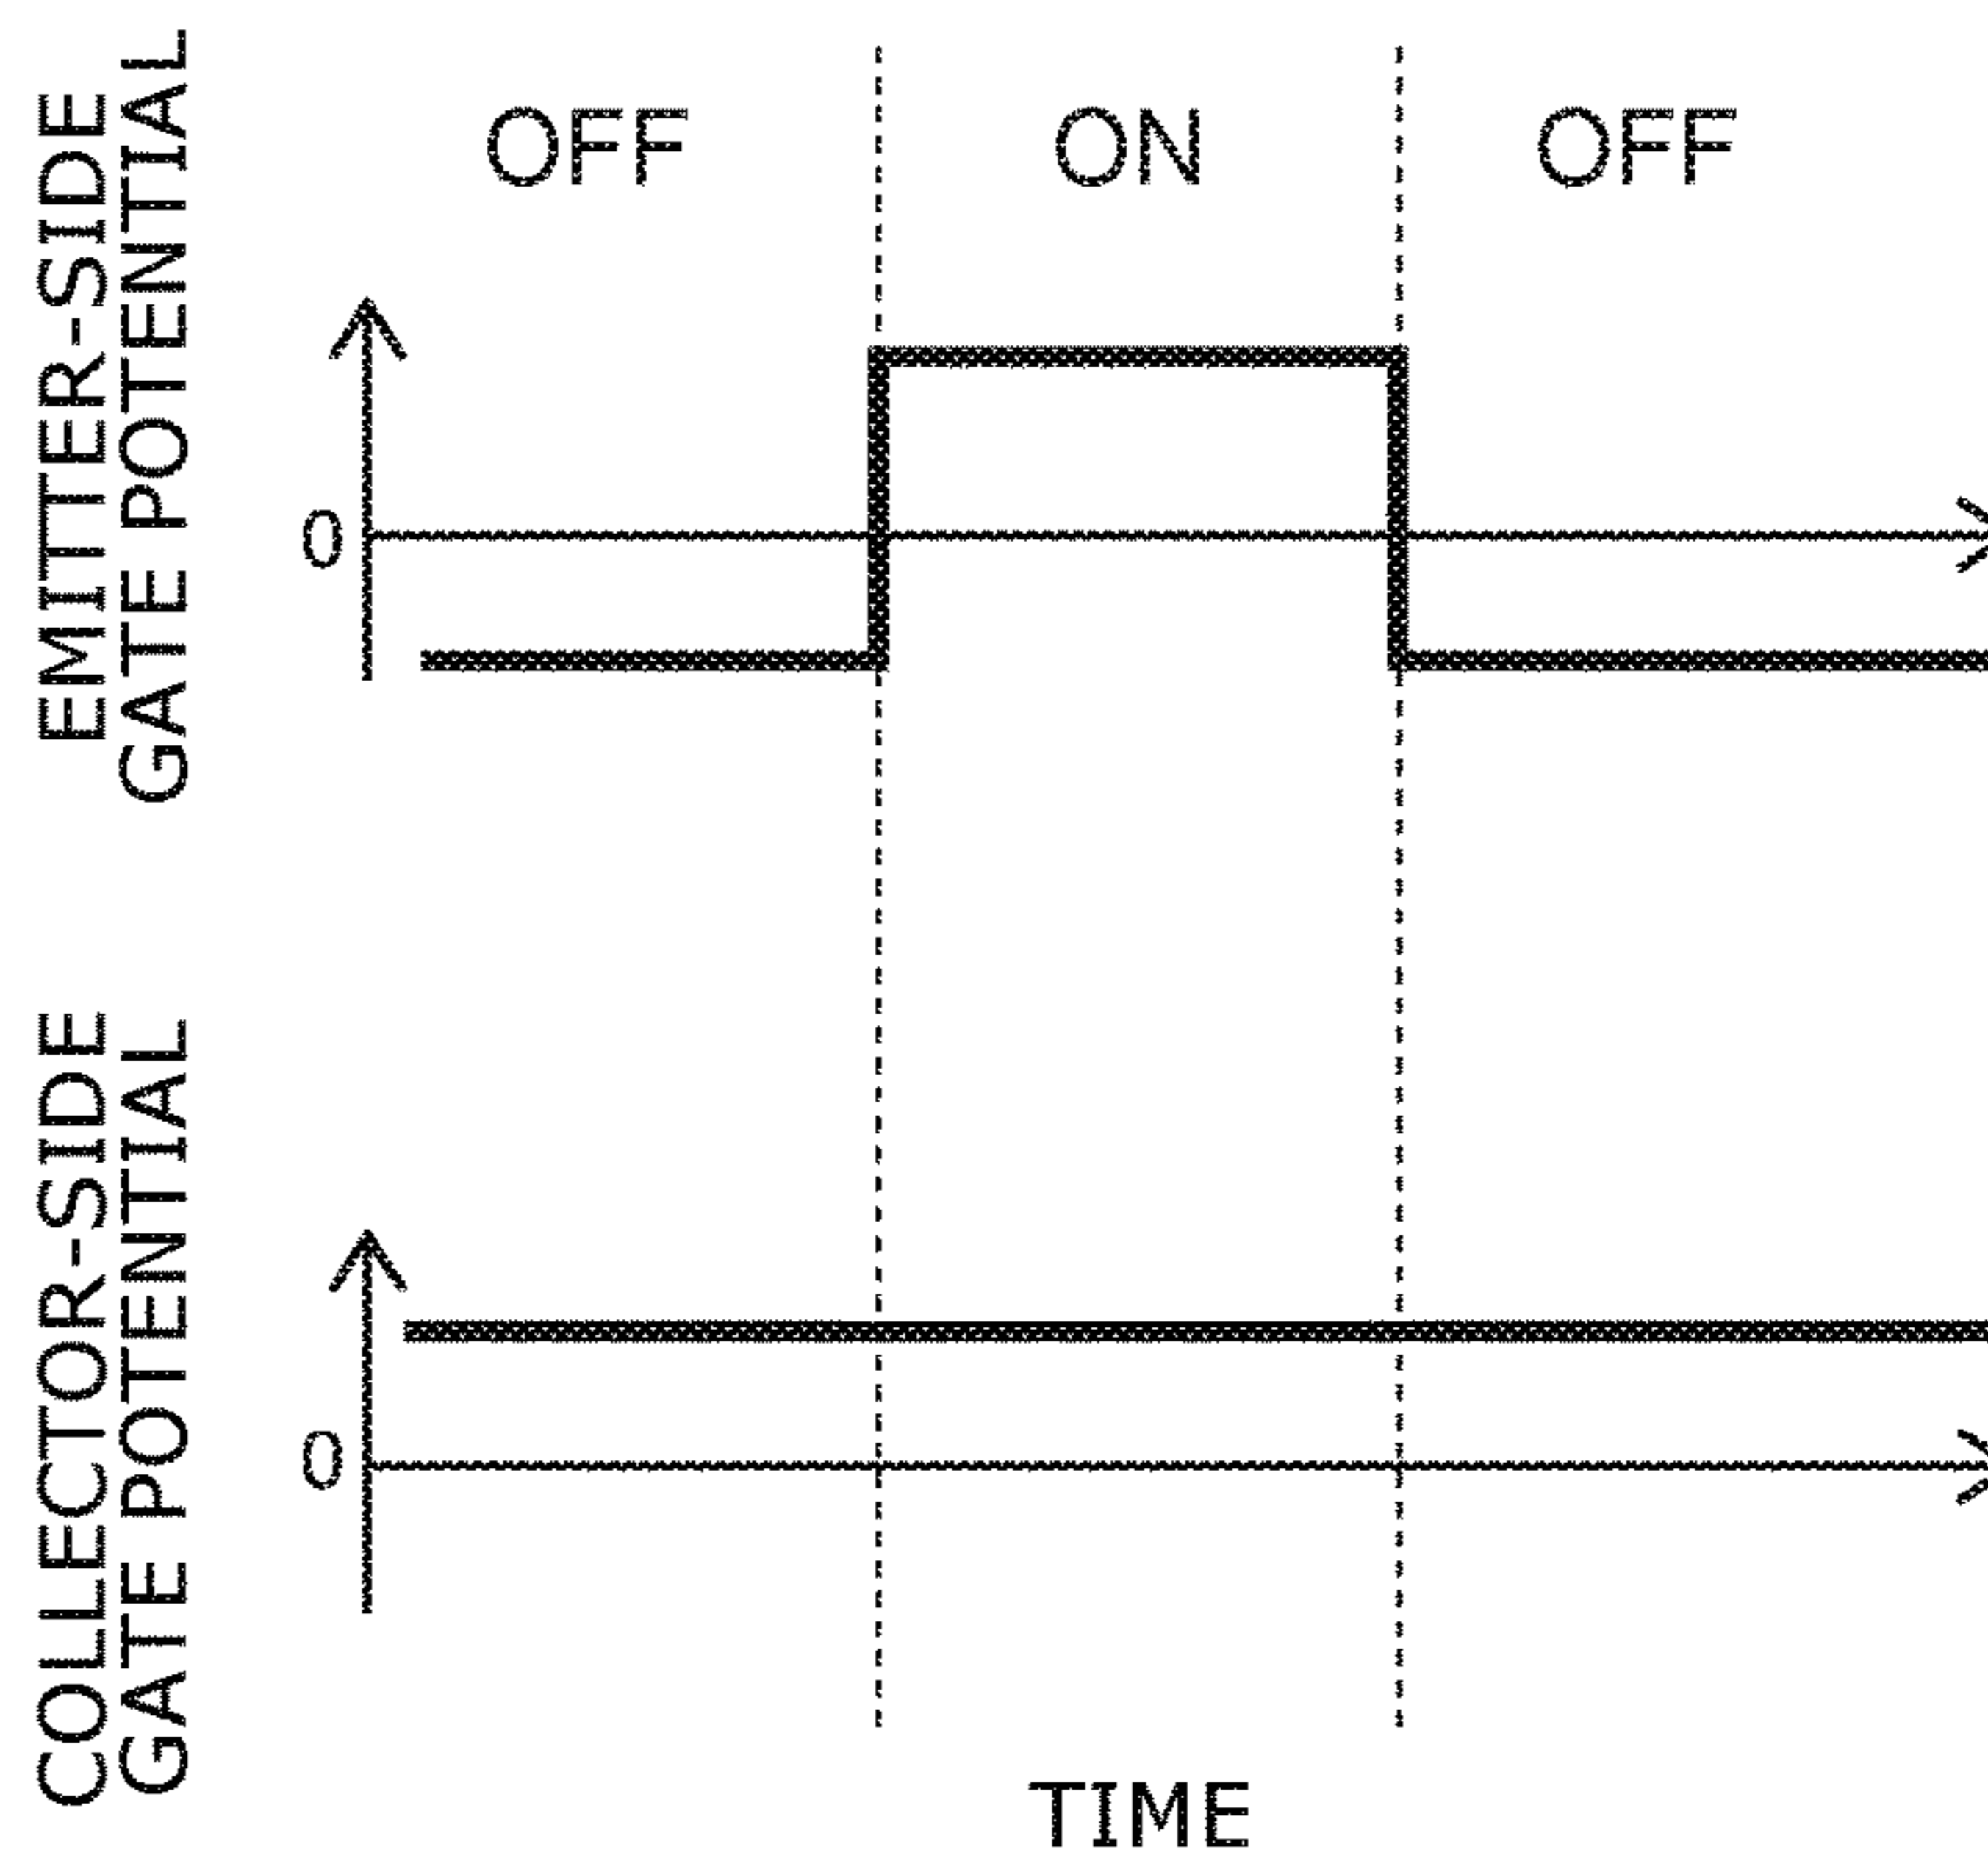 EMITTER-SIDE
GATE POTENTIAL
OFF
ON
OFF
0
COLLECTOR-SIDE
GATE POTENTIAL
0
TIME